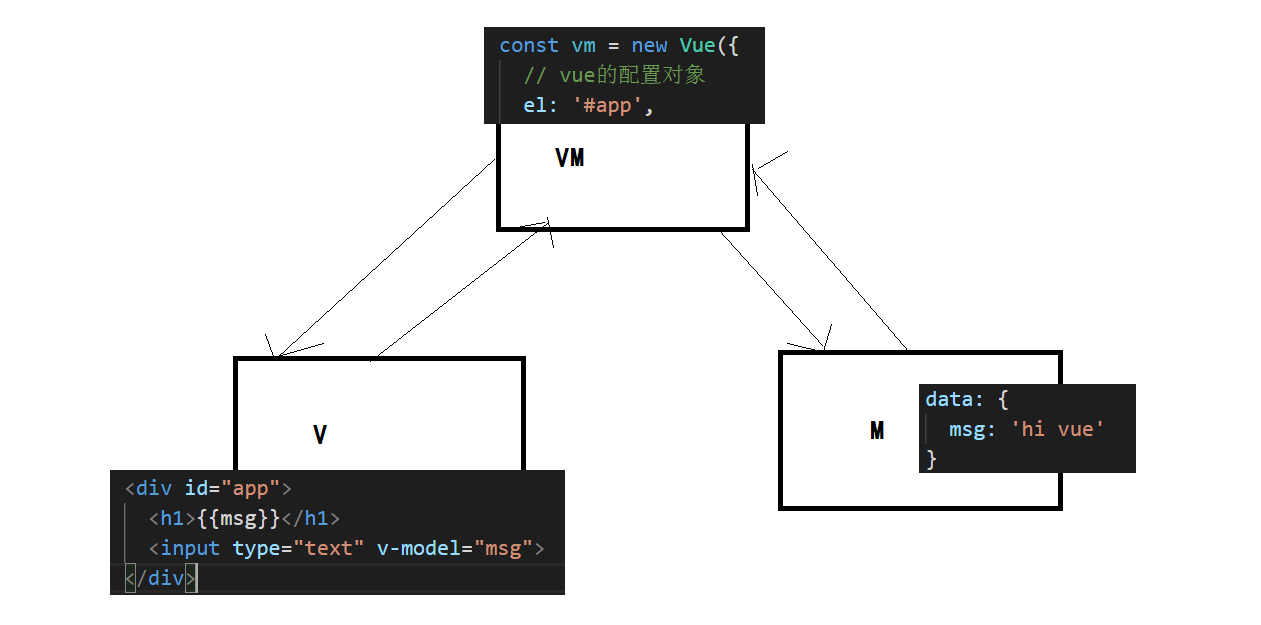 const vm = new Vue({
// vue的配置对象
el: '#app',
VM
V
<div id="app">
<h1>{{msg}}</h1>
<input type="text" v-model="msg">
</div>
M
data: {
msg: 'hi vue'
}